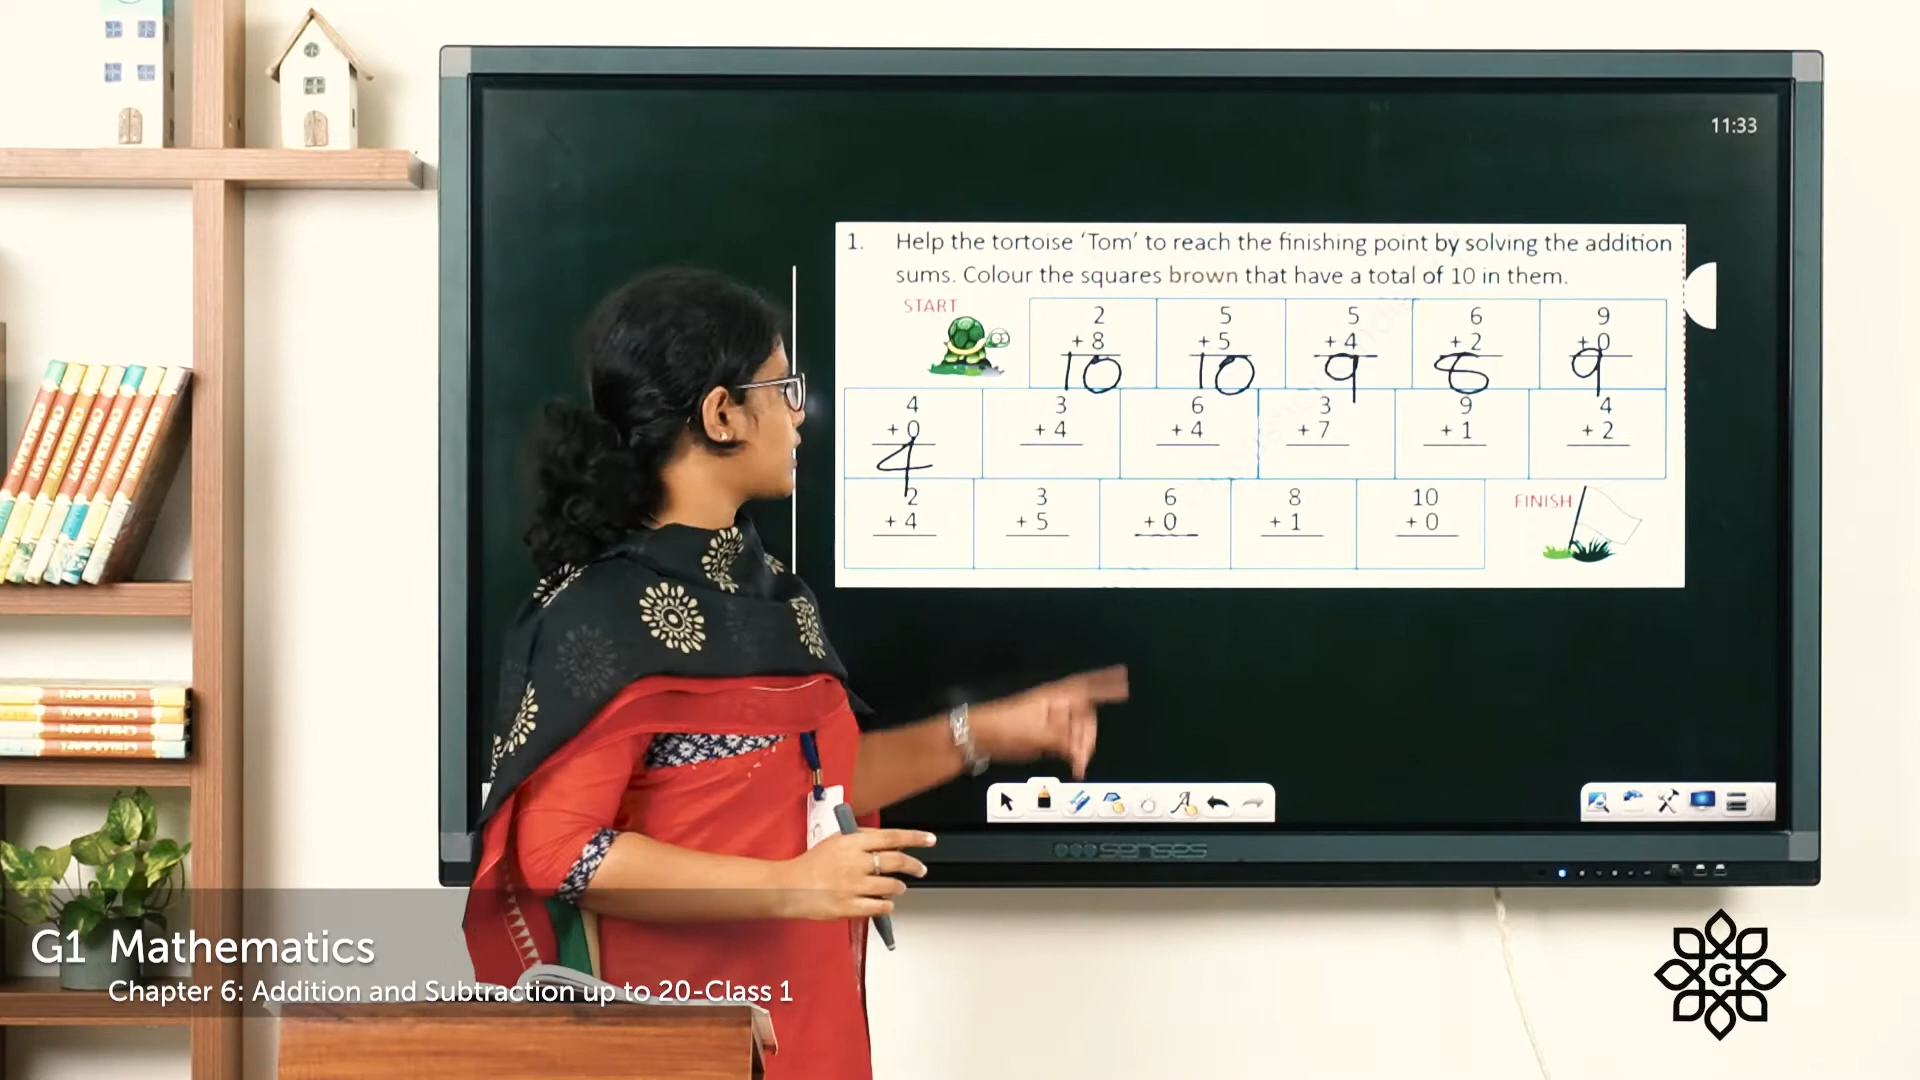 11:33
1. Help the tortoise ‘Tom’ to reach the finishing point by solving the addition
sums. Colour the squares brown that have a total of 10 in them.
START
2 5 5 6 9
+ 8 + 5 + 4 + 2 + 0
10 10 9 8 9
4 3 6 3 9 4
+ 0 + 4 + 4 + 7 + 1 + 2
4
2 3 6 8 10
+ 4 + 5 + 0 + 1 + 0
FINISH
senses
G1 Mathematics
Chapter 6: Addition and Subtraction up to 20-Class 1
G